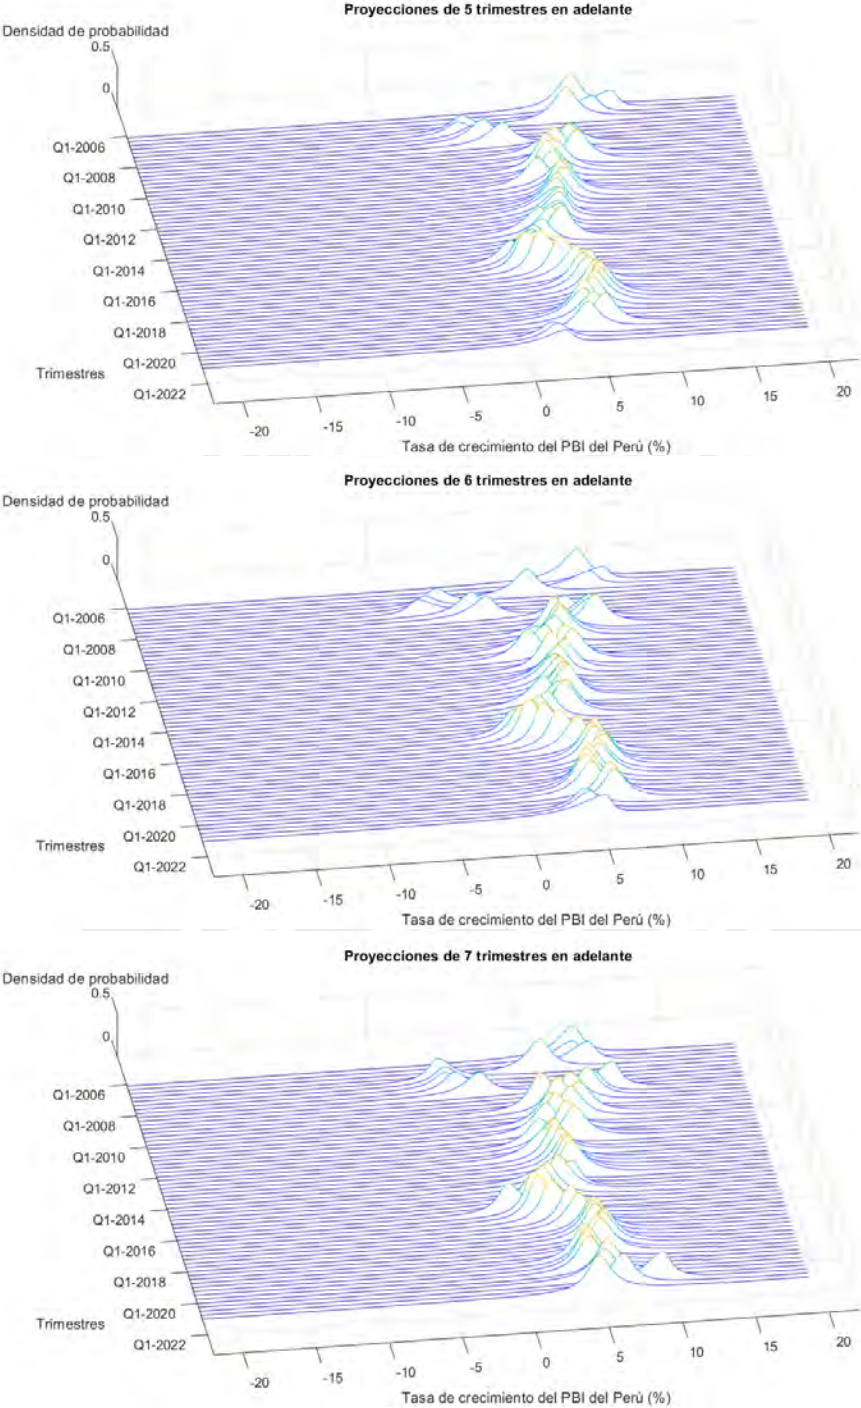 Proyecciones de 5 trimestres en adelante
Densidad de probabilidad
0.5
0
Q1-2006
Q1-2008
Q1-2010
Q1-2012
Q1-2014
Q1-2016
Q1-2018
Q1-2020
Q1-2022
Trimestres
-20
-15
-10
-5
0
5
10
15
20
Tasa de crecimiento del PBI del Perú (%)
Proyecciones de 6 trimestres en adelante
Densidad de probabilidad
0.5
0
Q1-2006
Q1-2008
Q1-2010
Q1-2012
Q1-2014
Q1-2016
Q1-2018
Q1-2020
Q1-2022
Trimestres
-20
-15
-10
-5
0
5
10
15
20
Tasa de crecimiento del PBI del Perú (%)
Proyecciones de 7 trimestres en adelante
Densidad de probabilidad
0.5
0
Q1-2006
Q1-2008
Q1-2010
Q1-2012
Q1-2014
Q1-2016
Q1-2018
Q1-2020
Q1-2022
Trimestres
-20
-15
-10
-5
0
5
10
15
20
Tasa de crecimiento del PBI del Perú (%)